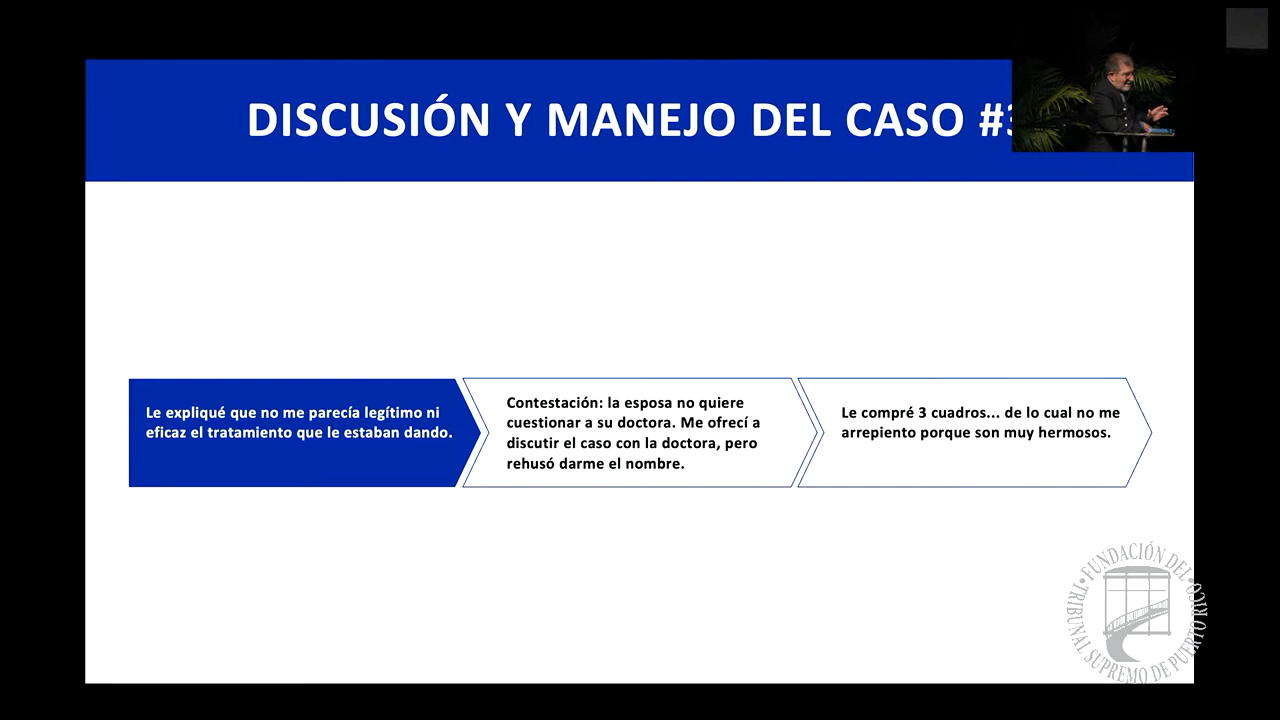 DISCUSIÓN Y MANEJO DEL CASO #3
Le expliqué que no me parecía legítimo ni
eficaz el tratamiento que le estaban dando.
Contestación: la esposa no quiere
cuestionar a su doctora. Me ofrecí a
discutir el caso con la doctora, pero
rehusó darme el nombre.
Le compré 3 cuadros... de lo cual no me
arrepiento porque son muy hermosos.
• FUNDACIÓN DEL •
TRIBUNAL SUPREMO DE PUERTO RICO